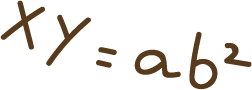 xy = ab²